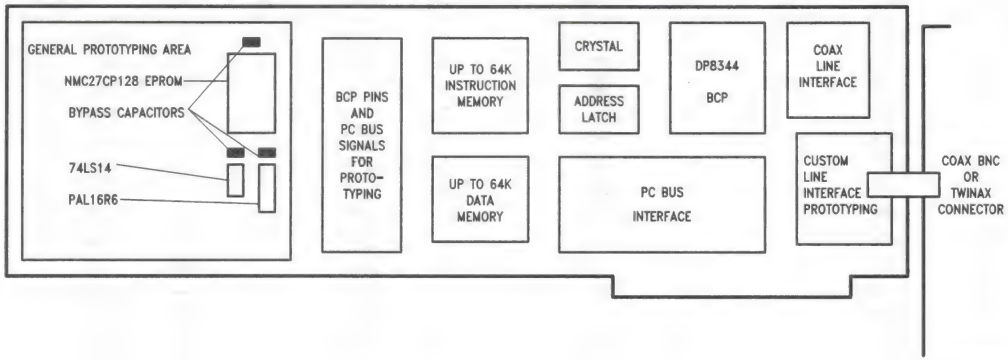 GENERAL PROTOTYPING AREA
NMC27CP128 EPROM
BYPASS CAPACITORS
74LS14
PAL16R6
BCP PINS
AND
PC BUS
SIGNALS
FOR
PROTO-
TYPING
UP TO 64K
INSTRUCTION
MEMORY
UP TO 64K
DATA
MEMORY
CRYSTAL
ADDRESS
LATCH
DP8344
BCP
COAX
LINE
INTERFACE
PC BUS
INTERFACE
CUSTOM
LINE
INTERFACE
PROTOTYPING
COAX BNC
OR
TWINAX
CONNECTOR